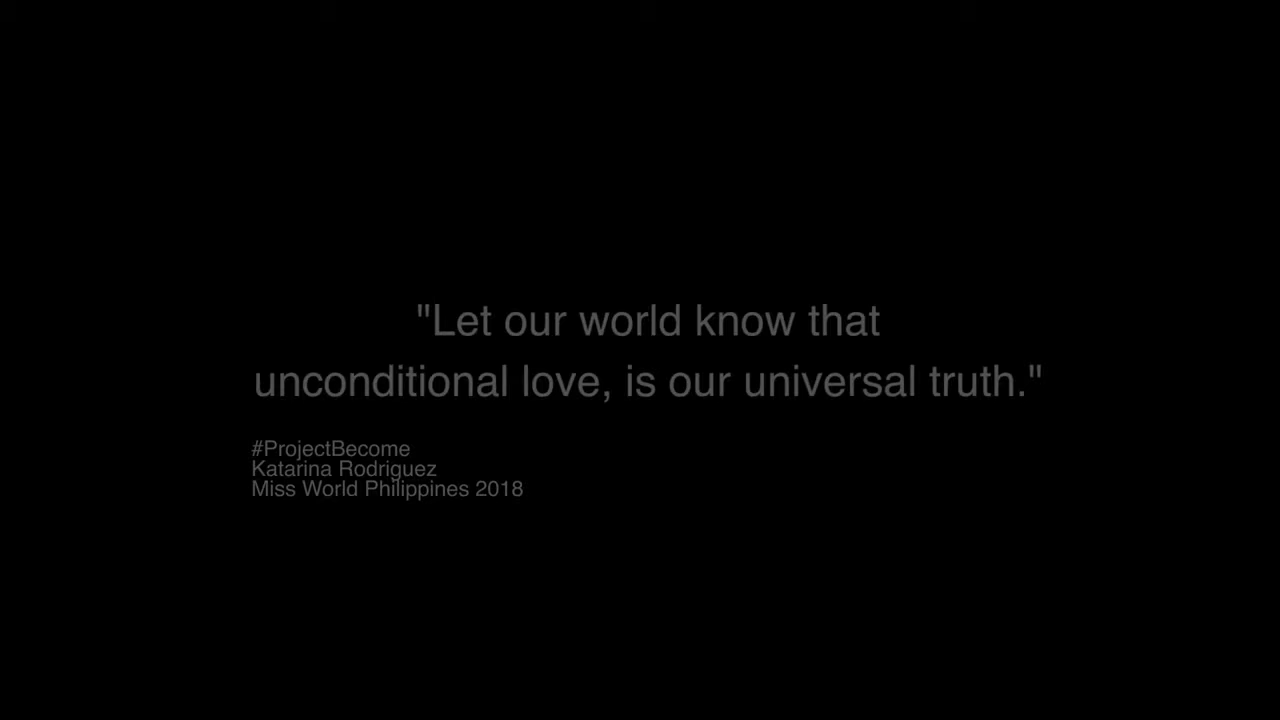 "Let our world know that
unconditional love, is our universal truth."
#ProjectBecome
Katarina Rodriguez
Miss World Philippines 2018